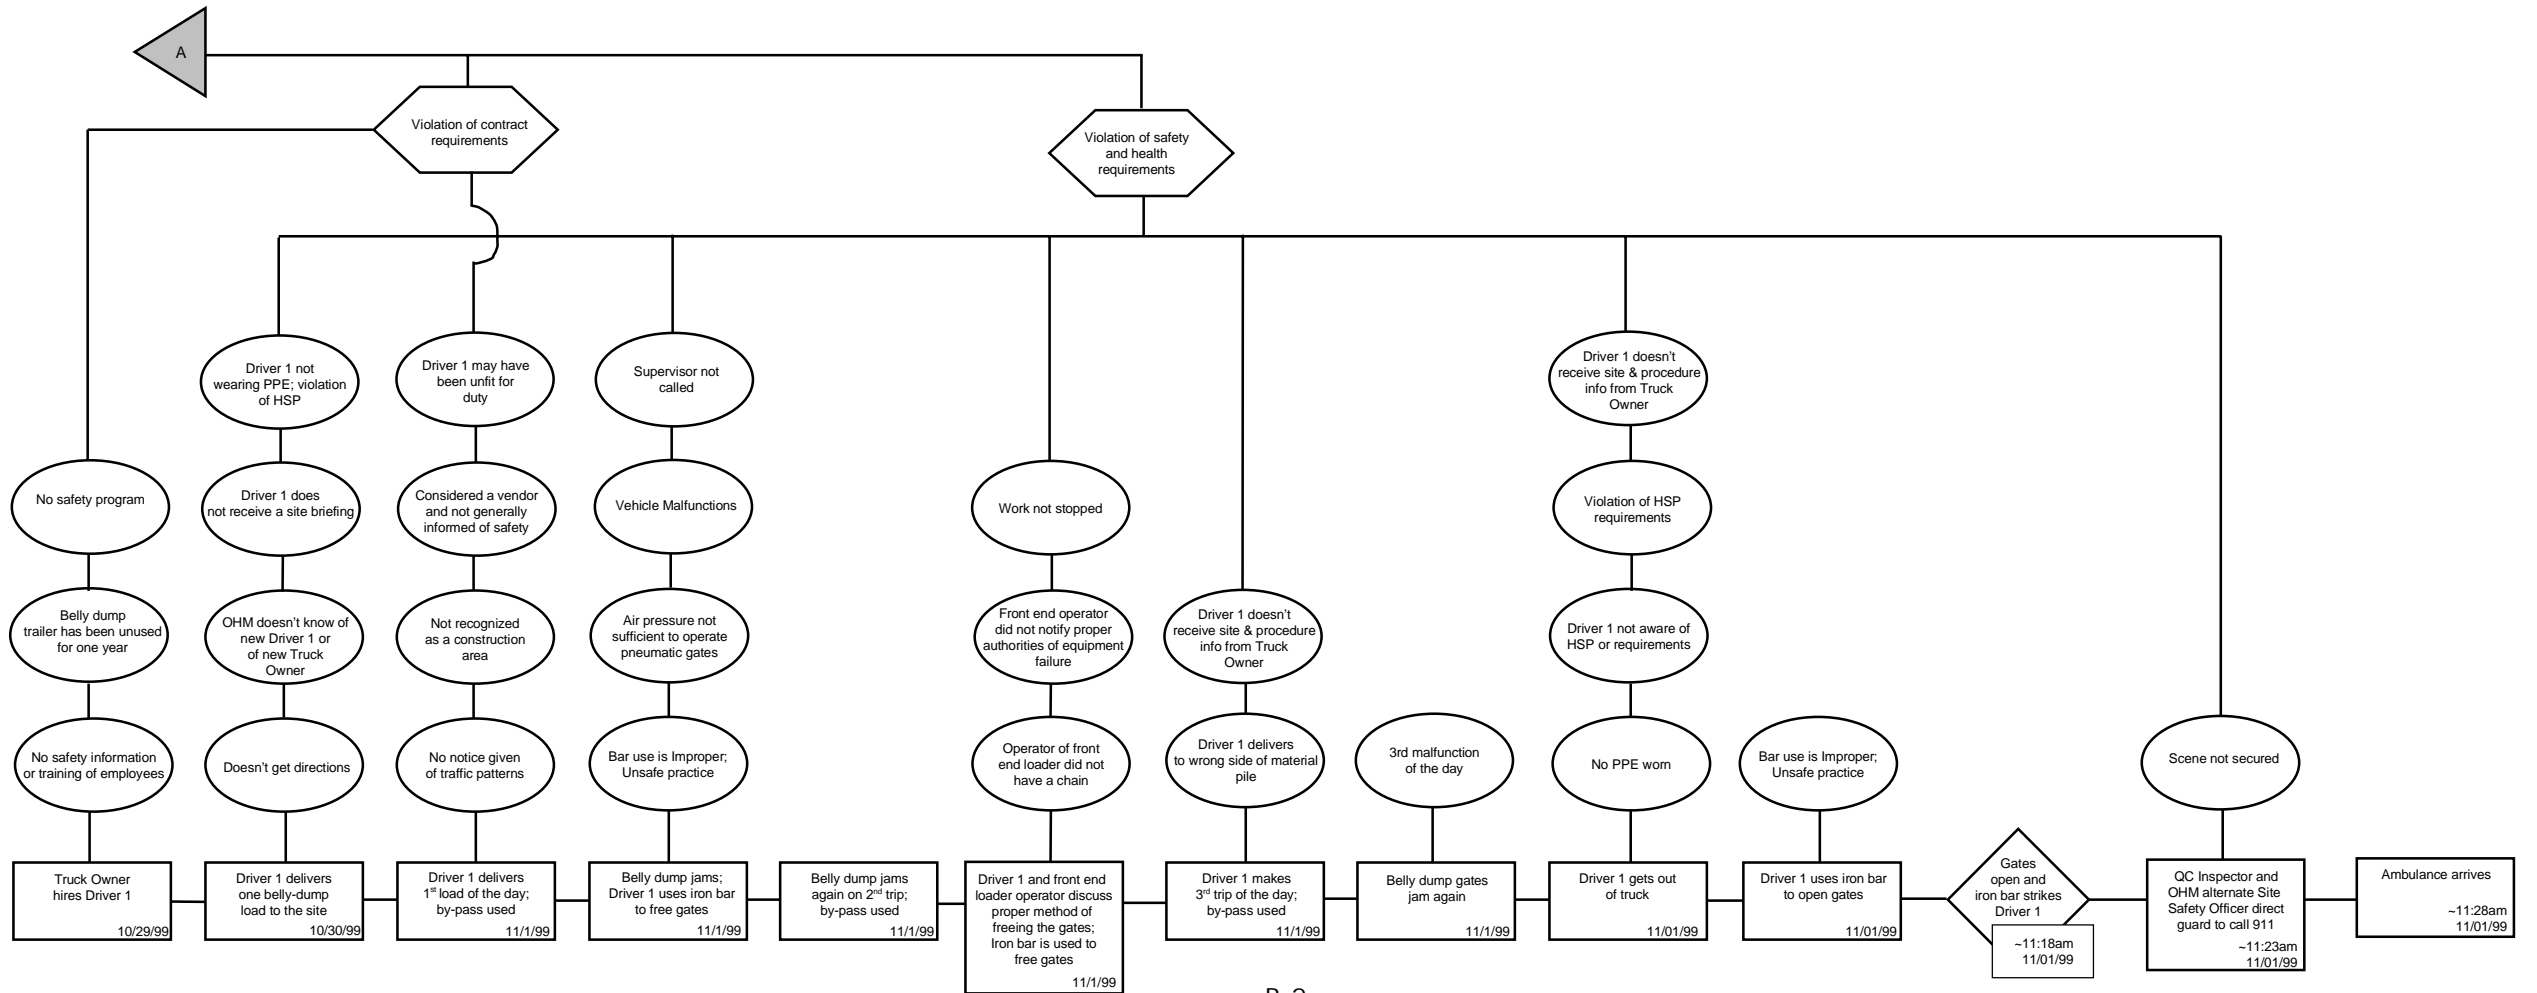 A
Violation of contract
requirements
Violation of safety
and health
requirements
Driver 1 not
wearing PPE; violation
of HSP
Driver 1 may have
been unfit for
duty
Supervisor not
called
Driver 1 doesn't
receive site & procedure
info from Truck
Owner
No safety program
Driver 1 does
not receive a site briefing
Considered a vendor
and not generally
informed of safety
Vehicle Malfunctions
Work not stopped
Violation of HSP
requirements
Belly dump
trailer has been unused
for one year
OHM doesn't know of
new Driver 1 or
of new Truck
Owner
Not recognized
as a construction
area
Air pressure not
sufficient to operate
pneumatic gates
Front end operator
did not notify proper
authorities of equipment
failure
Driver 1 doesn't
receive site & procedure
info from Truck
Owner
Driver 1 not aware of
HSP or requirements
No safety information
or training of employees
Doesn't get directions
No notice given
of traffic patterns
Bar use is Improper;
Unsafe practice
Operator of front
end loader did not
have a chain
Driver 1 delivers
to wrong side of material
pile
3rd malfunction
of the day
No PPE worn
Bar use is Improper;
Unsafe practice
Scene not secured
Truck Owner
hires Driver 1
10/29/99
Driver 1 delivers
one belly-dump
load to the site
10/30/99
Driver 1 delivers
1st load of the day;
by-pass used
11/1/99
Belly dump jams;
Driver 1 uses iron bar
to free gates
11/1/99
Belly dump jams
again on 2nd trip;
by-pass used
11/1/99
Driver 1 and front end
loader operator discuss
proper method of
freeing the gates;
Iron bar is used to
free gates
11/1/99
Driver 1 makes
3rd trip of the day;
by-pass used
11/1/99
Belly dump gates
jam again
11/1/99
Driver 1 gets out
of truck
11/01/99
Driver 1 uses iron bar
to open gates
11/01/99
Gates
open and
iron bar strikes
Driver 1
~11:18am
11/01/99
QC Inspector and
OHM alternate Site
Safety Officer direct
guard to call 911
~11:23am
11/01/99
Ambulance arrives
~11:28am
11/01/99